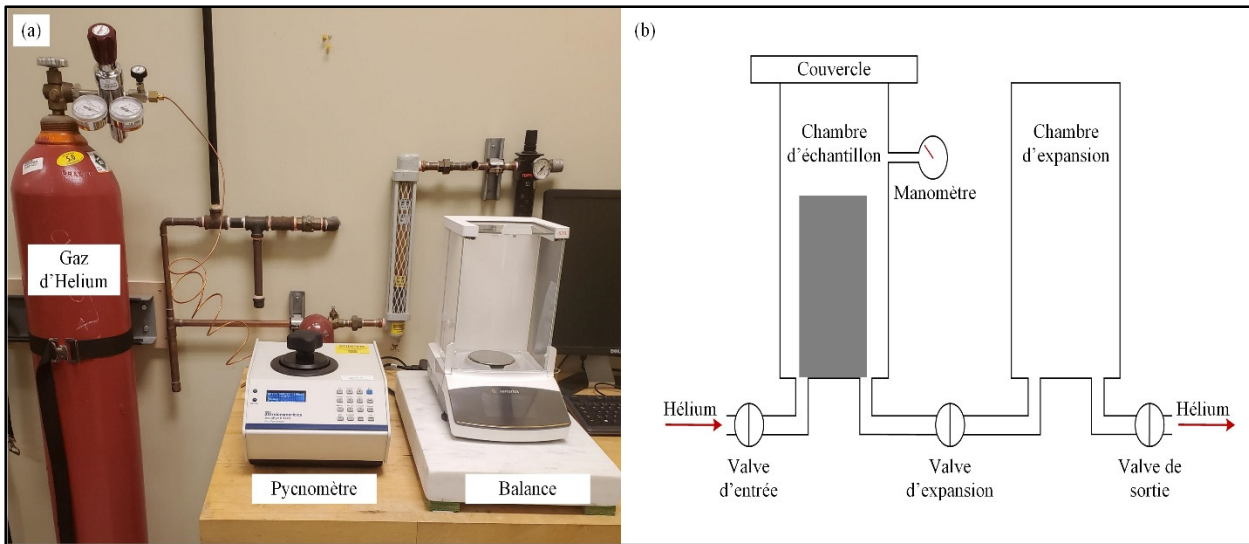 (a)
Gaz
d'Helium
Pycnomètre
Balance
DELL
(b)
Couvercle
Chambre
d'échantillon
Chambre
d'expansion
Manomètre
Hélium
Hélium
Valve
d'entrée
Valve
d'expansion
Valve de
sortie